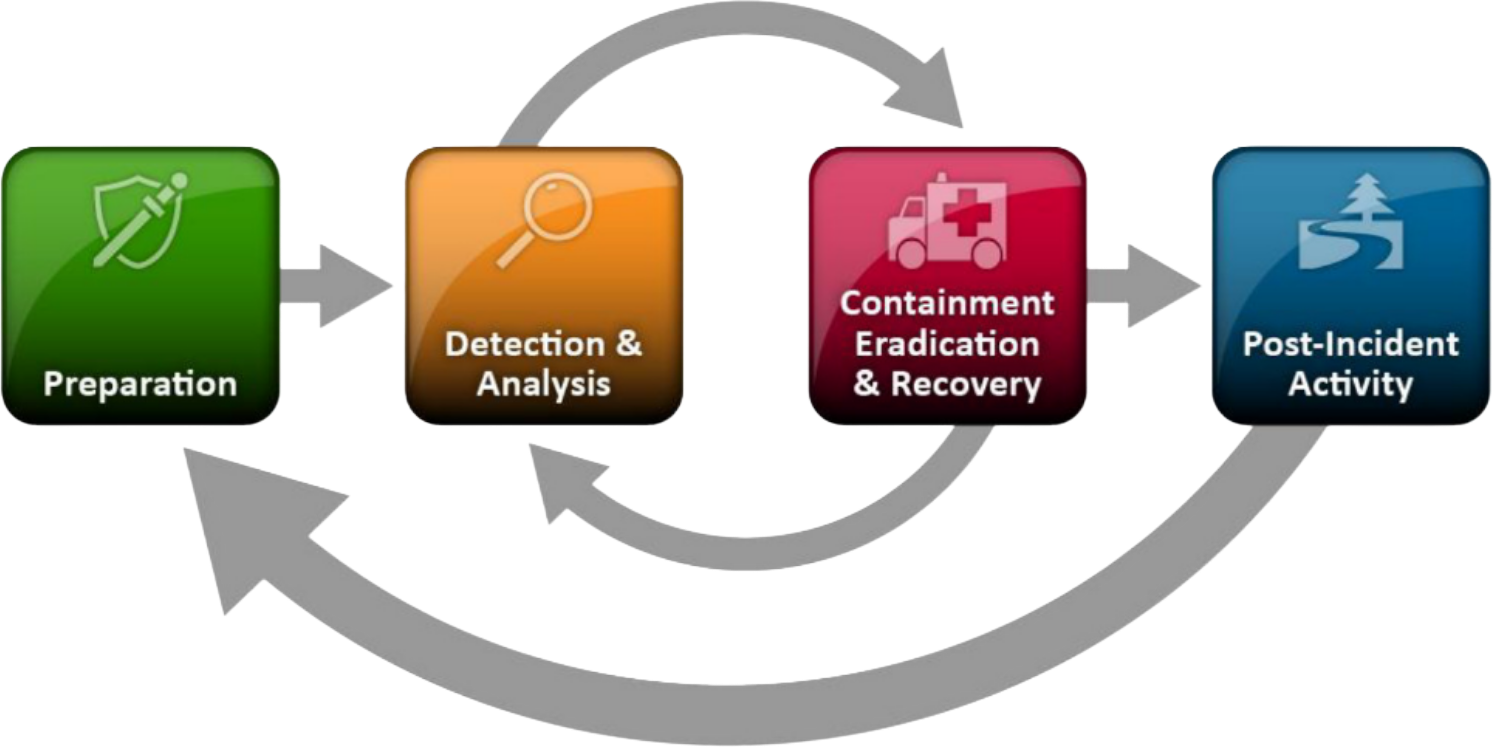 Preparation
Detection &
Analysis
Containment
Eradication
& Recovery
Post-Incident
Activity